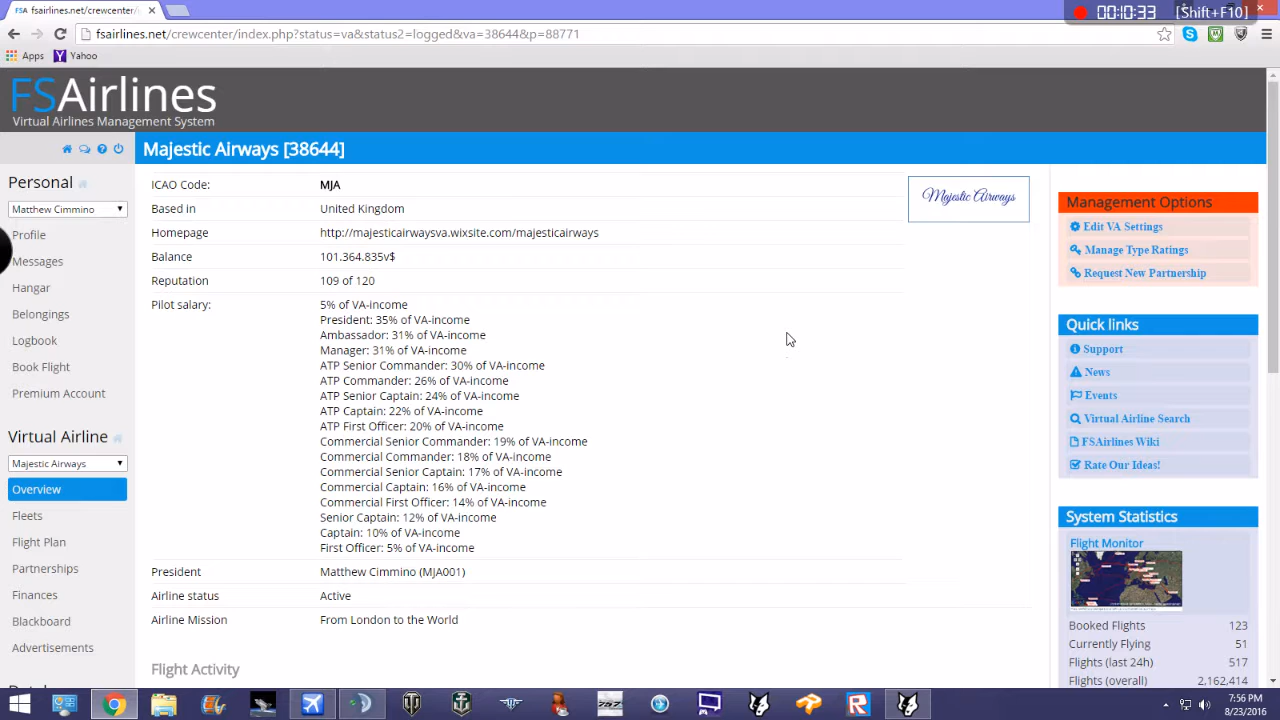 fsairlines.net/crewcenter/
00:10:33 [Shift+F10]
fsairlines.net/crewcenter/index.php?status=va&status2=logged&va=38644&p=88771
Apps Yahoo
FSAirlines
Virtual Airlines Management System
Majestic Airways [38644]
Personal
Matthew Cimmino
Profile
Messages
Hangar
Belongings
Logbook
Book Flight
Premium Account
Virtual Airline
Majestic Airways
Overview
Fleets
Flight Plan
Partnerships
Finances
Blackboard
Advertisements
ICAO Code: MJA
Based in United Kingdom
Homepage http://majesticairwaysva.wixsite.com/majesticairways
Balance 101.364.835v$
Reputation 109 of 120
Pilot salary: 5% of VA-income
President: 35% of VA-income
Ambassador: 31% of VA-income
Manager: 31% of VA-income
ATP Senior Commander: 30% of VA-income
ATP Commander: 26% of VA-income
ATP Senior Captain: 24% of VA-income
ATP Captain: 22% of VA-income
ATP First Officer: 20% of VA-income
Commercial Senior Commander: 19% of VA-income
Commercial Commander: 18% of VA-income
Commercial Senior Captain: 17% of VA-income
Commercial Captain: 16% of VA-income
Commercial First Officer: 14% of VA-income
Senior Captain: 12% of VA-income
Captain: 10% of VA-income
First Officer: 5% of VA-income
President Matthew Cimmino (MJA001)
Airline status Active
Airline Mission From London to the World
Flight Activity
Majestic Airways
Management Options
Edit VA Settings
Manage Type Ratings
Request New Partnership
Quick links
Support
News
Events
Virtual Airline Search
FSAirlines Wiki
Rate Our Ideas!
System Statistics
Flight Monitor
Booked Flights 123
Currently Flying 51
Flights (last 24h) 517
Flights (overall) 2,162,414
7:56 PM
8/23/2016